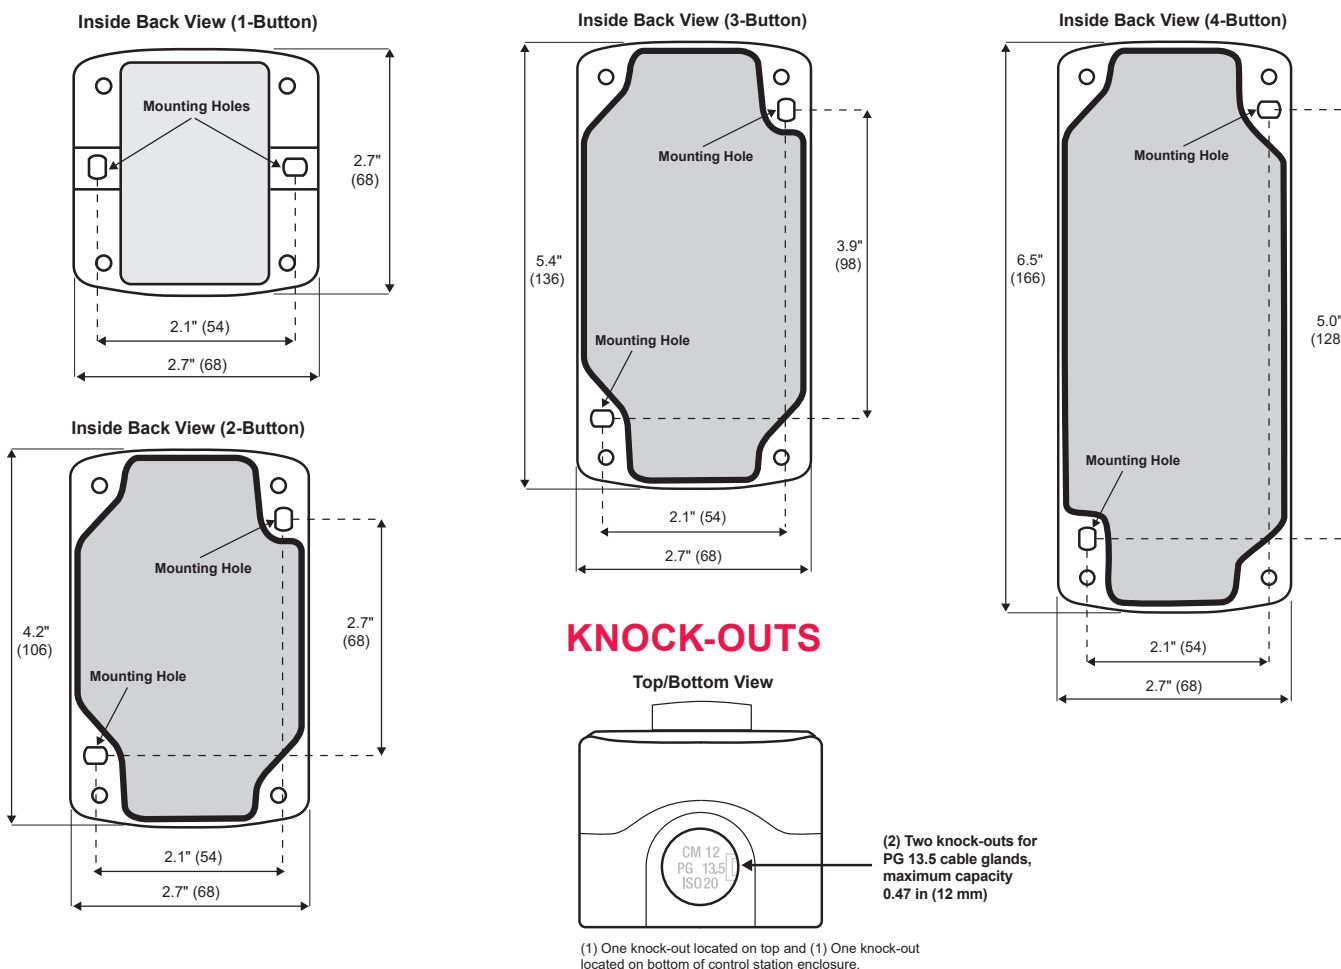 Inside Back View (1-Button)
Mounting Holes
2.7"
(68)
2.1" (54)
2.7" (68)
Inside Back View (2-Button)
Mounting Hole
4.2"
(106)
2.7"
(68)
Mounting Hole
2.1" (54)
2.7" (68)
Inside Back View (3-Button)
Mounting Hole
5.4"
(136)
3.9"
(98)
Mounting Hole
2.1" (54)
2.7" (68)
Inside Back View (4-Button)
Mounting Hole
6.5"
(166)
5.0"
(128
Mounting Hole
2.1" (54)
2.7" (68)
KNOCK-OUTS
Top/Bottom View
CM 12
PG 13.5
ISO20
(2) Two knock-outs for
PG 13.5 cable glands,
maximum capacity
0.47 in (12 mm)
(1) One knock-out located on top and (1) One knock-out
located on bottom of control station enclosure.